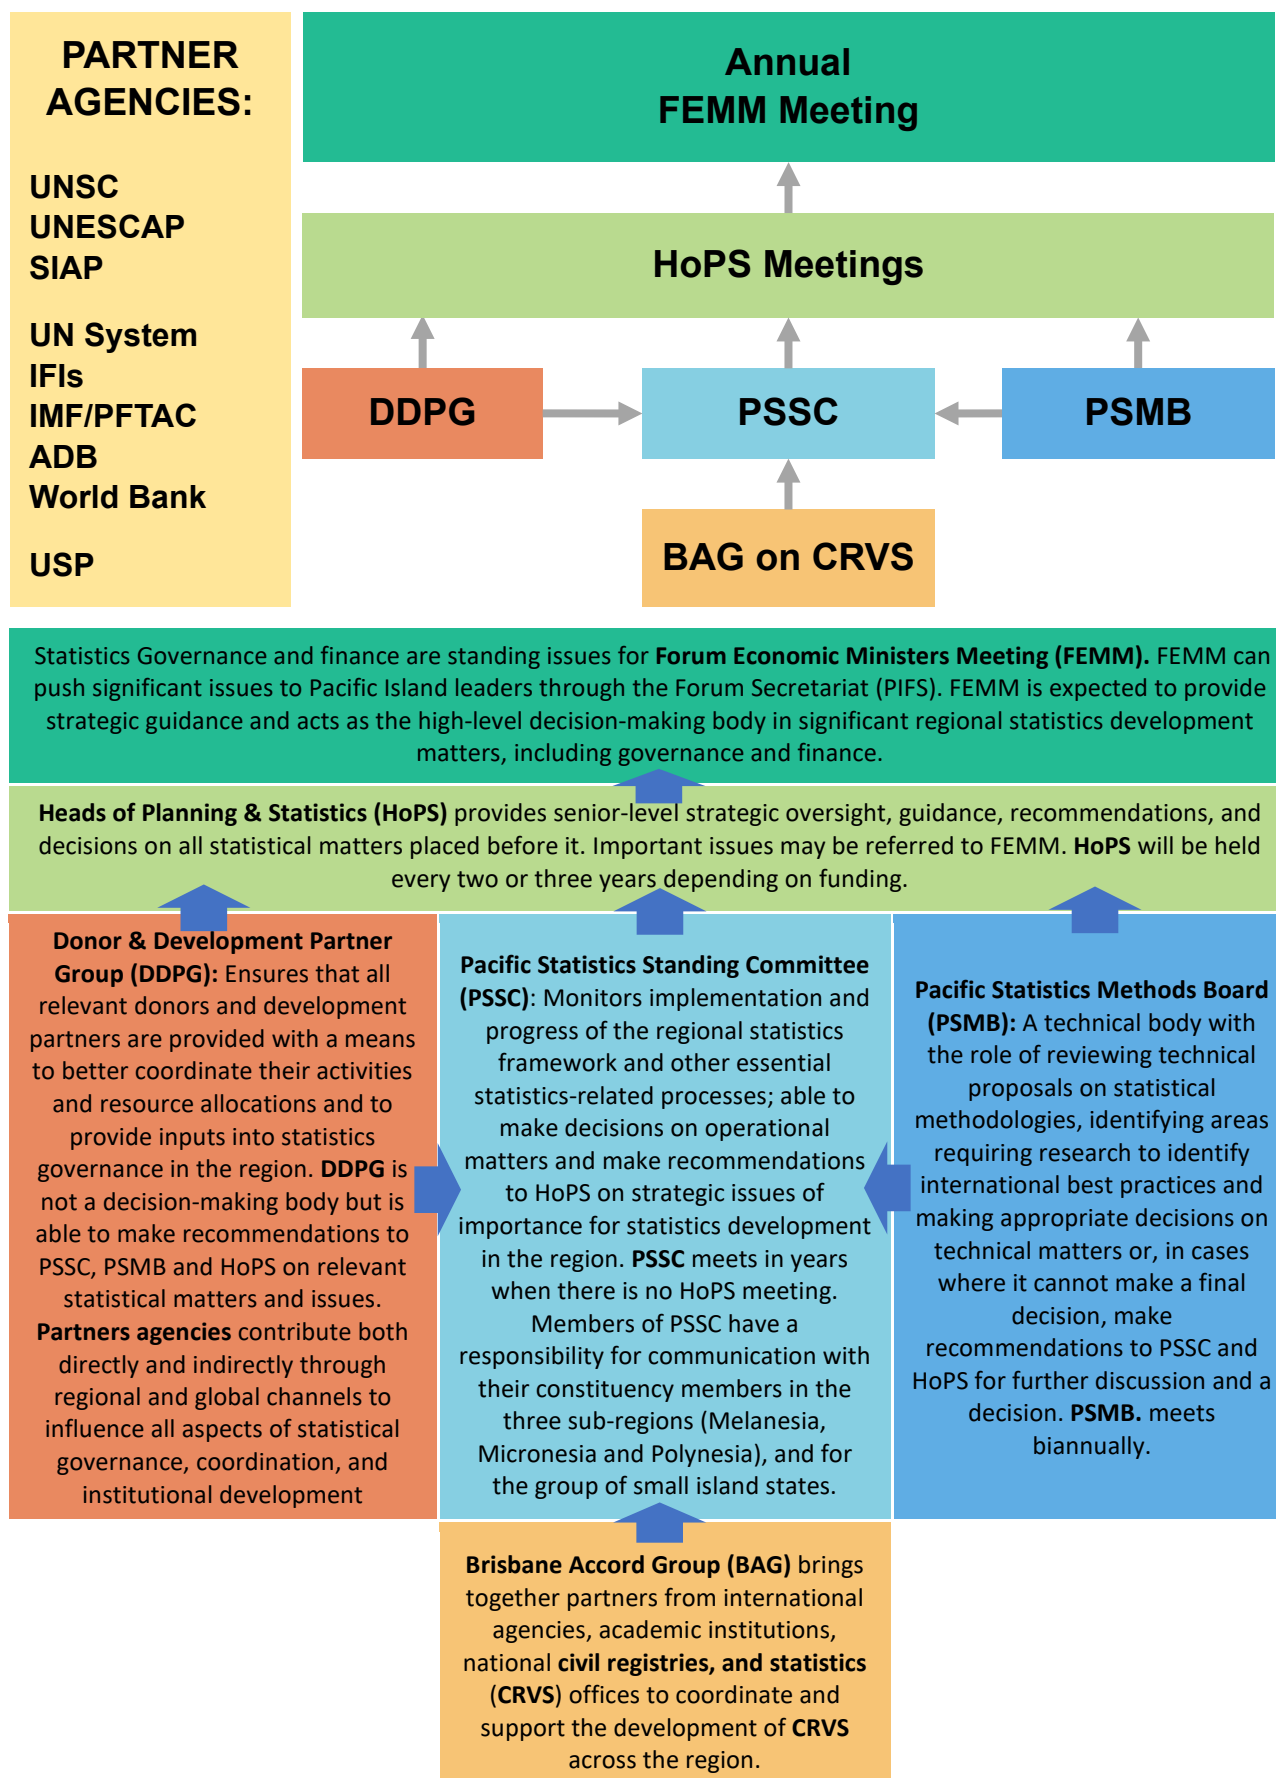 PARTNER
AGENCIES:
UNSC
UNESCAP
SIAP
UN System
IFIs
IMF/PFTAC
ADB
World Bank
USP
Annual
FEMM Meeting
HoPS Meetings
DDPG
PSSC
PSMB
BAG on CRVS
Statistics Governance and finance are standing issues for Forum Economic Ministers Meeting (FEMM). FEMM can
push significant issues to Pacific Island leaders through the Forum Secretariat (PIFS). FEMM is expected to provide
strategic guidance and acts as the high-level decision-making body in significant regional statistics development
matters, including governance and finance.
Heads of Planning & Statistics (HoPS) provides senior-level strategic oversight, guidance, recommendations, and
decisions on all statistical matters placed before it. Important issues may be referred to FEMM. HoPS will be held
every two or three years depending on funding.
Donor & Development Partner
Group (DDPG): Ensures that all
relevant donors and development
partners are provided with a means
to better coordinate their activities
and resource allocations and to
provide inputs into statistics
governance in the region. DDPG is
not a decision-making body but is
able to make recommendations to
PSSC, PSMB and HoPS on relevant
statistical matters and issues.
Partners agencies contribute both
directly and indirectly through
regional and global channels to
influence all aspects of statistical
governance, coordination, and
institutional development
Pacific Statistics Standing Committee
(PSSC): Monitors implementation and
progress of the regional statistics
framework and other essential
statistics-related processes; able to
make decisions on operational
matters and make recommendations
to HoPS on strategic issues of
importance for statistics development
in the region. PSSC meets in years
when there is no HoPS meeting.
Members of PSSC have a
responsibility for communication with
their constituency members in the
three sub-regions (Melanesia,
Micronesia and Polynesia), and for
the group of small island states.
Pacific Statistics Methods Board
(PSMB): A technical body with
the role of reviewing technical
proposals on statistical
methodologies, identifying areas
requiring research to identify
international best practices and
making appropriate decisions on
technical matters or, in cases
where it cannot make a final
decision, make
recommendations to PSSC and
HoPS for further discussion and a
decision. PSMB. meets
biannually.
Brisbane Accord Group (BAG) brings
together partners from international
agencies, academic institutions,
national civil registries, and statistics
(CRVS) offices to coordinate and
support the development of CRVS
across the region.